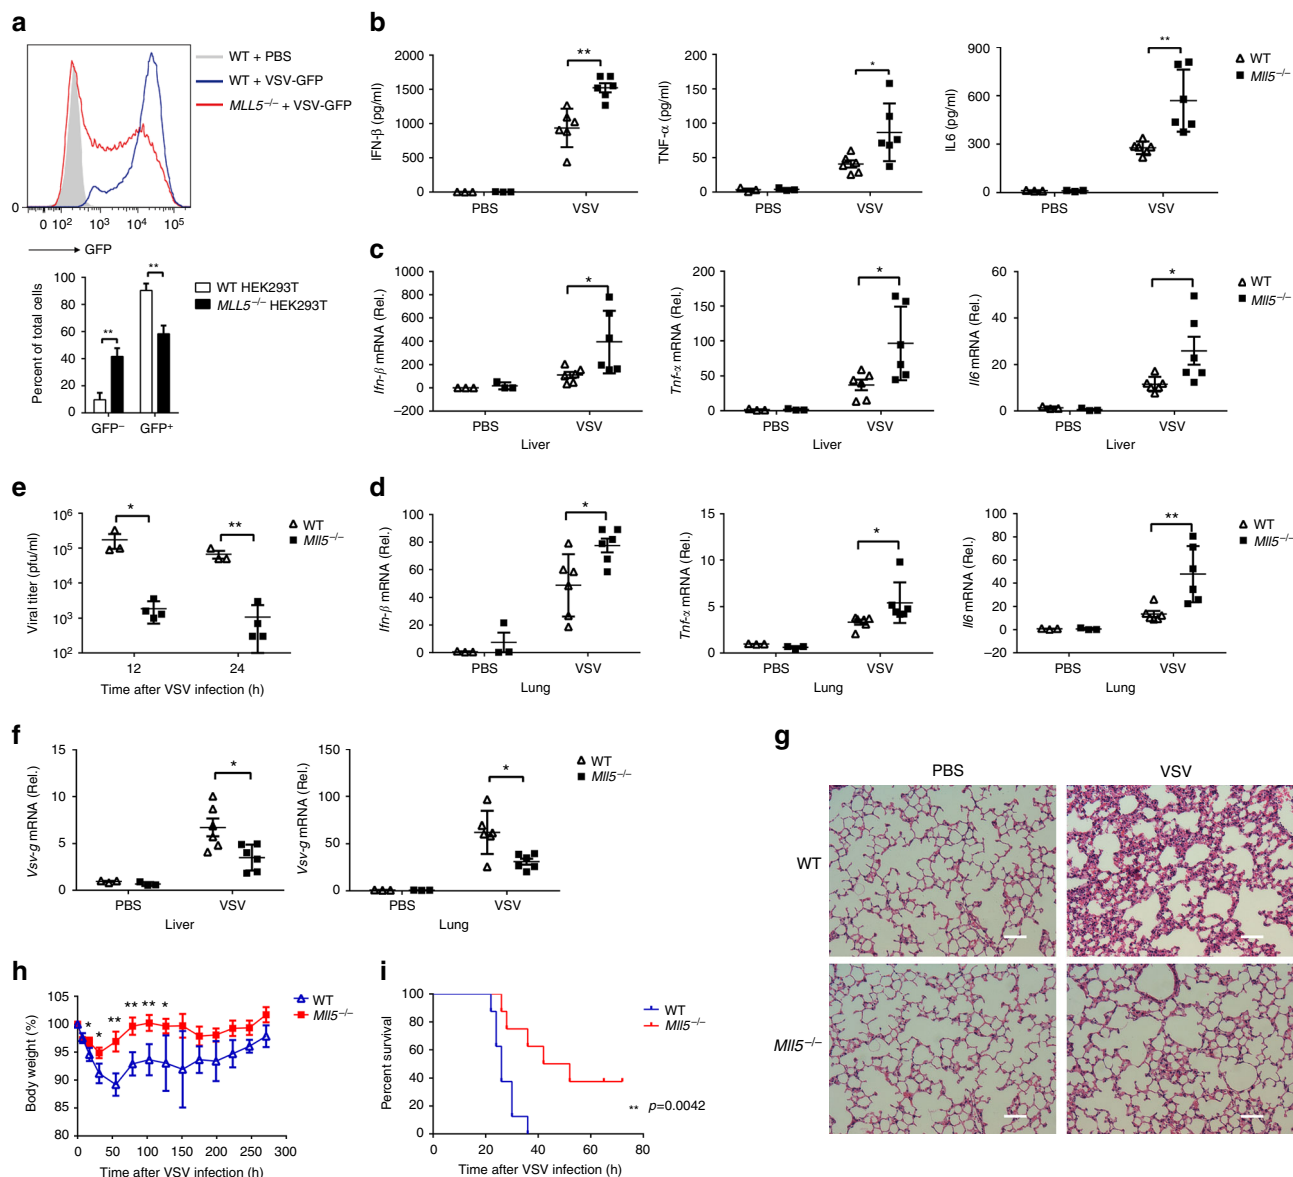 a
WT + PBS
WT + VSV-GFP
MLL5–/– + VSV-GFP
0
0 10² 10³ 10⁴ 10⁵
GFP
Percent of total cells
100
80
60
40
20
0
**
**
WT HEK293T
MLL5–/– HEK293T
GFP– GFP+
b
IFN-β (pg/ml)
2000
1500
1000
500
0
**
PBS VSV
TNF-α (pg/ml)
200
150
100
50
0
*
PBS VSV
IL6 (pg/ml)
900
600
300
0
**
PBS VSV
WT
Mll5–/–
c
Ifn-β mRNA (Rel.)
1000
800
600
400
200
0
–200
*
PBS VSV
Liver
Tnf-α mRNA (Rel.)
200
150
100
50
0
*
PBS VSV
Liver
Il6 mRNA (Rel.)
60
40
20
0
*
PBS VSV
Liver
WT
Mll5–/–
e
Viral titer (pfu/ml)
10⁶
10⁵
10⁴
10³
10²
*
**
12 24
Time after VSV infection (h)
WT
Mll5–/–
d
Ifn-β mRNA (Rel.)
100
80
60
40
20
0
*
PBS VSV
Lung
Tnf-α mRNA (Rel.)
15
10
5
0
*
PBS VSV
Lung
Il6 mRNA (Rel.)
100
80
60
40
20
0
–20
**
PBS VSV
Lung
WT
Mll5–/–
f
Vsv-g mRNA (Rel.)
15
10
5
0
*
PBS VSV
Liver
Vsv-g mRNA (Rel.)
150
100
50
0
*
PBS VSV
Lung
WT
Mll5–/–
g
PBS VSV
WT
Mll5–/–
h
Body weight (%)
105
100
95
90
85
80
* * ** ** ** *
0 50 100 150 200 250 300
Time after VSV infection (h)
WT
Mll5–/–
i
Percent survival
100
80
60
40
20
0
0 20 40 60 80
Time after VSV infection (h)
WT
Mll5–/–
** p=0.0042